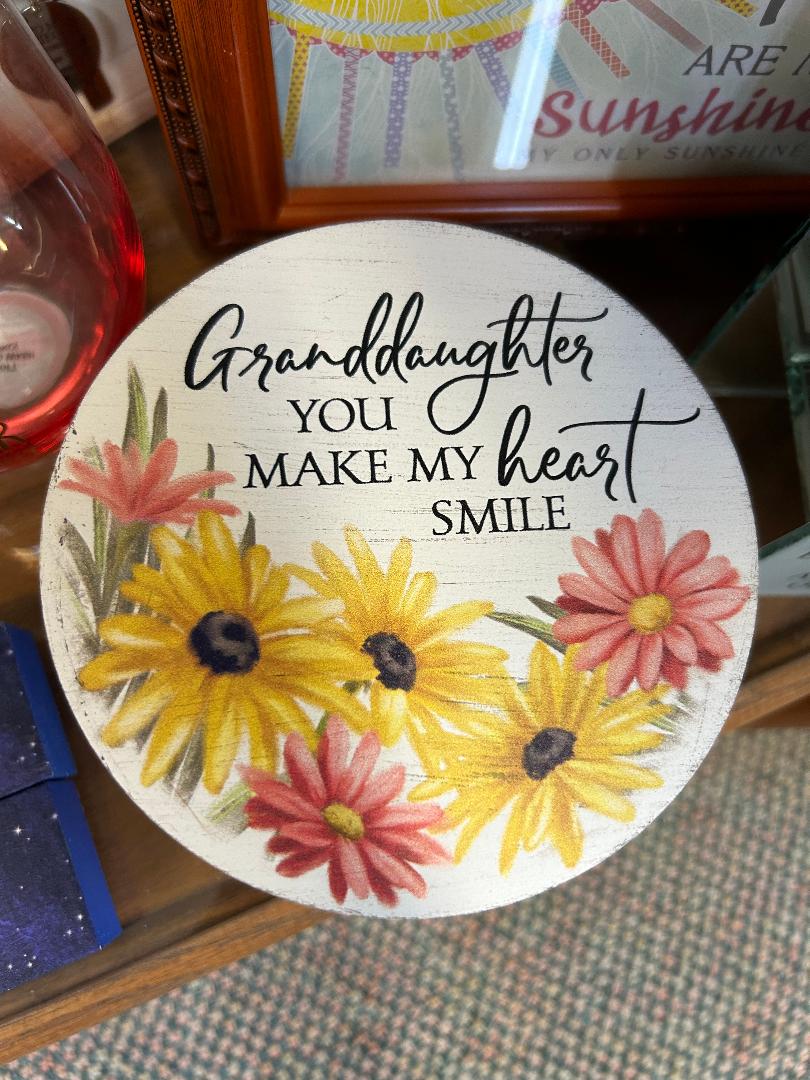 ARE
Sunshine
MY ONLY SUNSHINE
Granddaughter
YOU
MAKE MY heart
SMILE